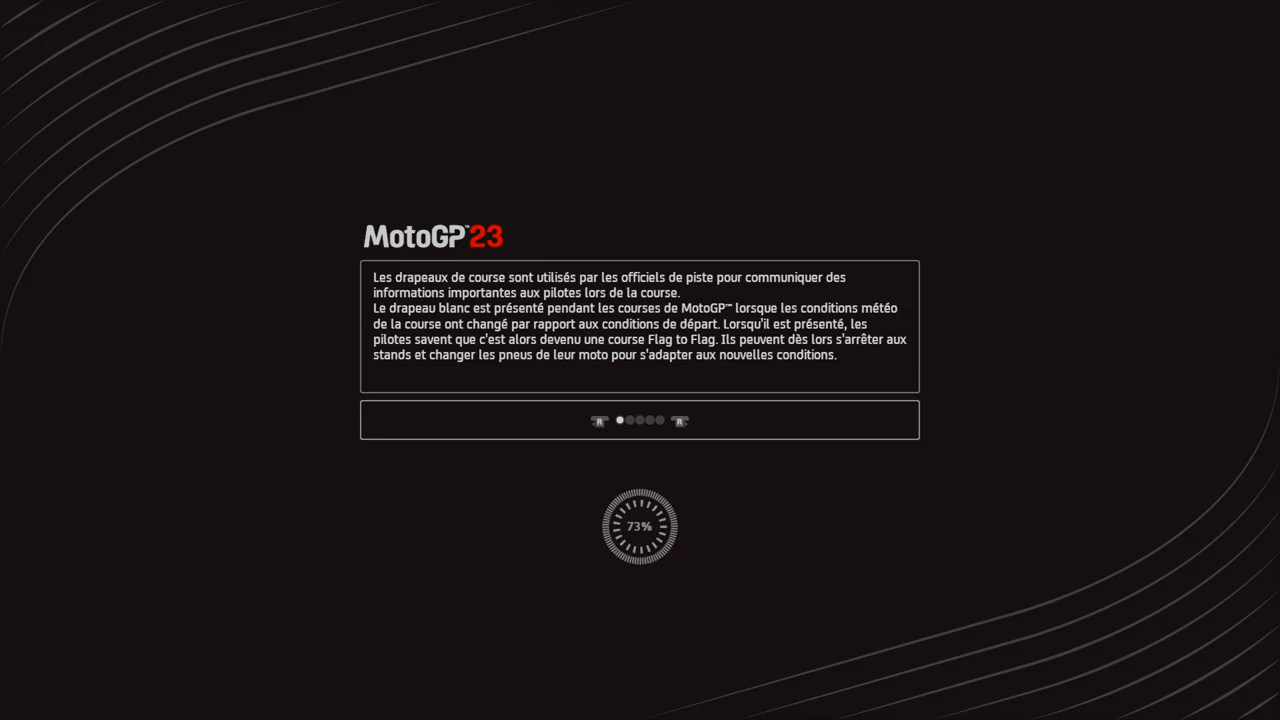 MotoGP™23
Les drapeaux de course sont utilisés par les officiels de piste pour communiquer des
informations importantes aux pilotes lors de la course.
Le drapeau blanc est présenté pendant les courses de MotoGP™ lorsque les conditions météo
de la course ont changé par rapport aux conditions de départ. Lorsqu'il est présenté, les
pilotes savent que c'est alors devenu une course Flag to Flag. Ils peuvent dès lors s'arrêter aux
stands et changer les pneus de leur moto pour s'adapter aux nouvelles conditions.
R R
73%